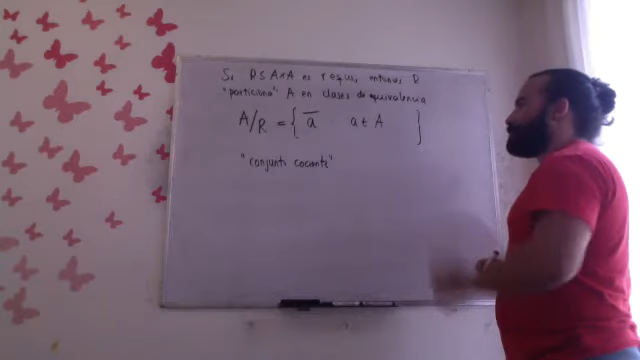 Si R ⊆ A×A es r equiv, entonces R
"particiona" A en clases de equivalencia
A/R = { a̅   a ∈ A }
"conjunto cociente"